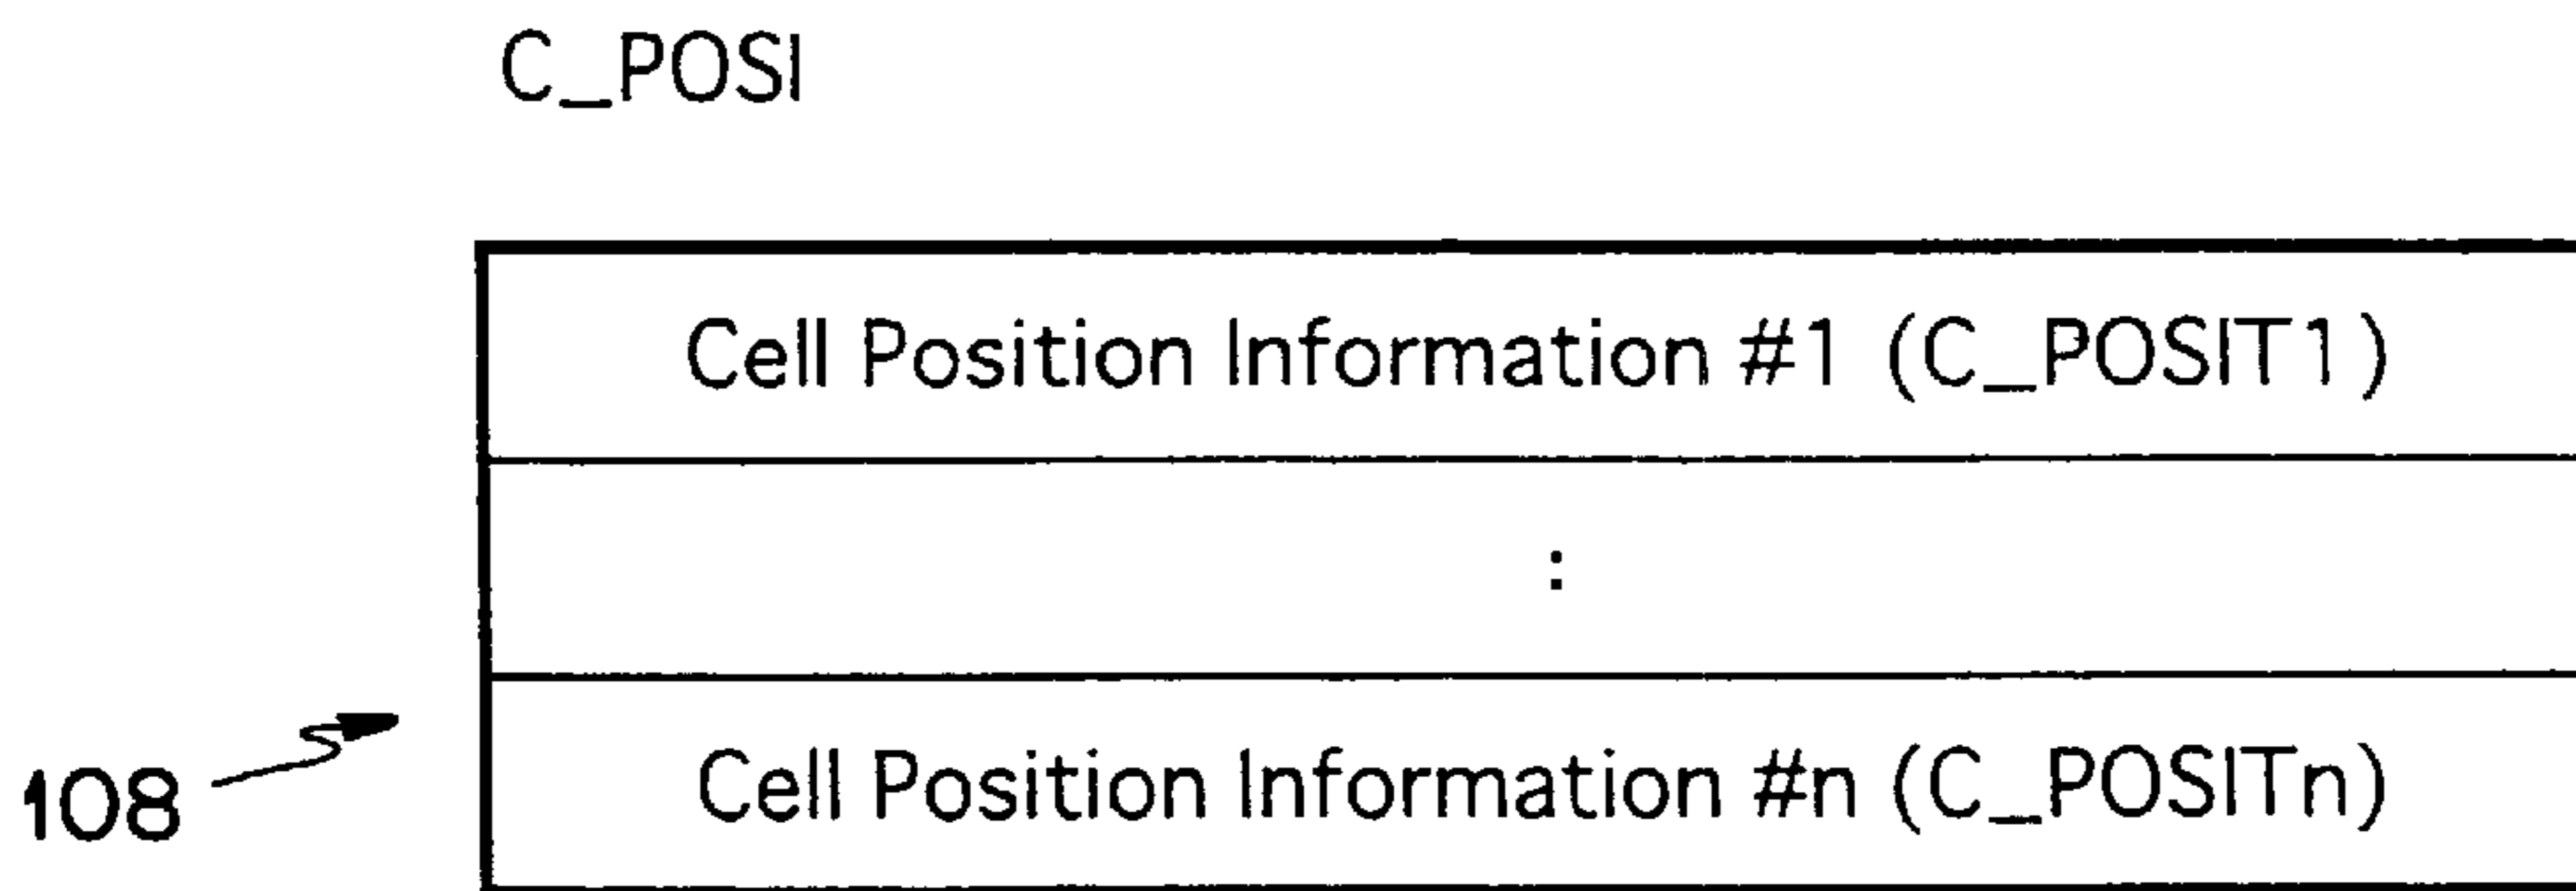 C_POSI
Cell Position Information #1 (C_POSIT1)
:
Cell Position Information #n (C_POSITn)
108